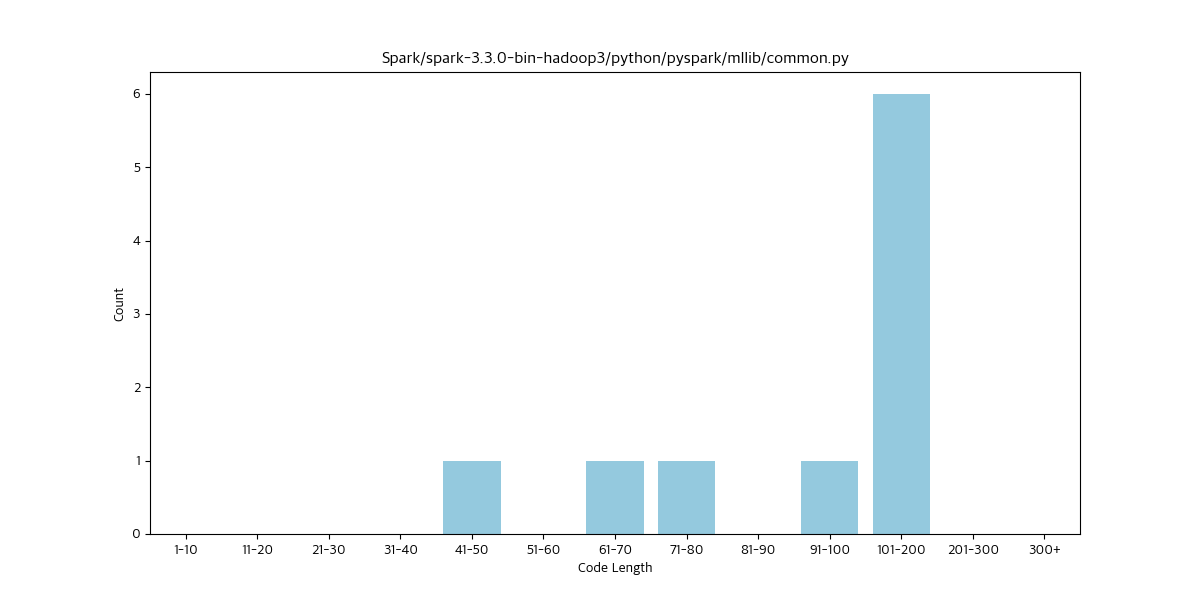 Spark/spark-3.3.0-bin-hadoop3/python/pyspark/mllib/common.py
6
5
4
3
2
1
0
Count
1-10 11-20 21-30 31-40 41-50 51-60 61-70 71-80 81-90 91-100 101-200 201-300 300+
Code Length